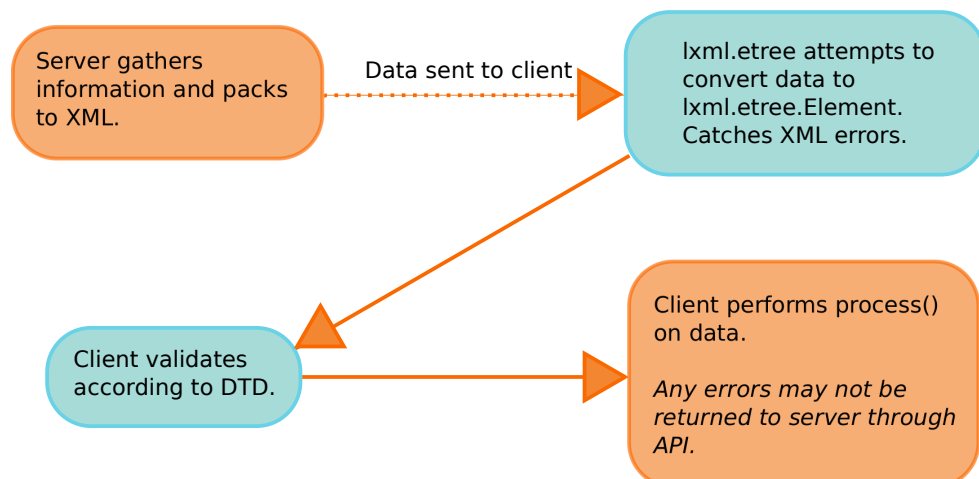 Server gathers
information and packs
to XML.
Data sent to client
lxml.etree attempts to
convert data to
lxml.etree.Element.
Catches XML errors.
Client validates
according to DTD.
Client performs process()
on data.
Any errors may not be
returned to server through
API.